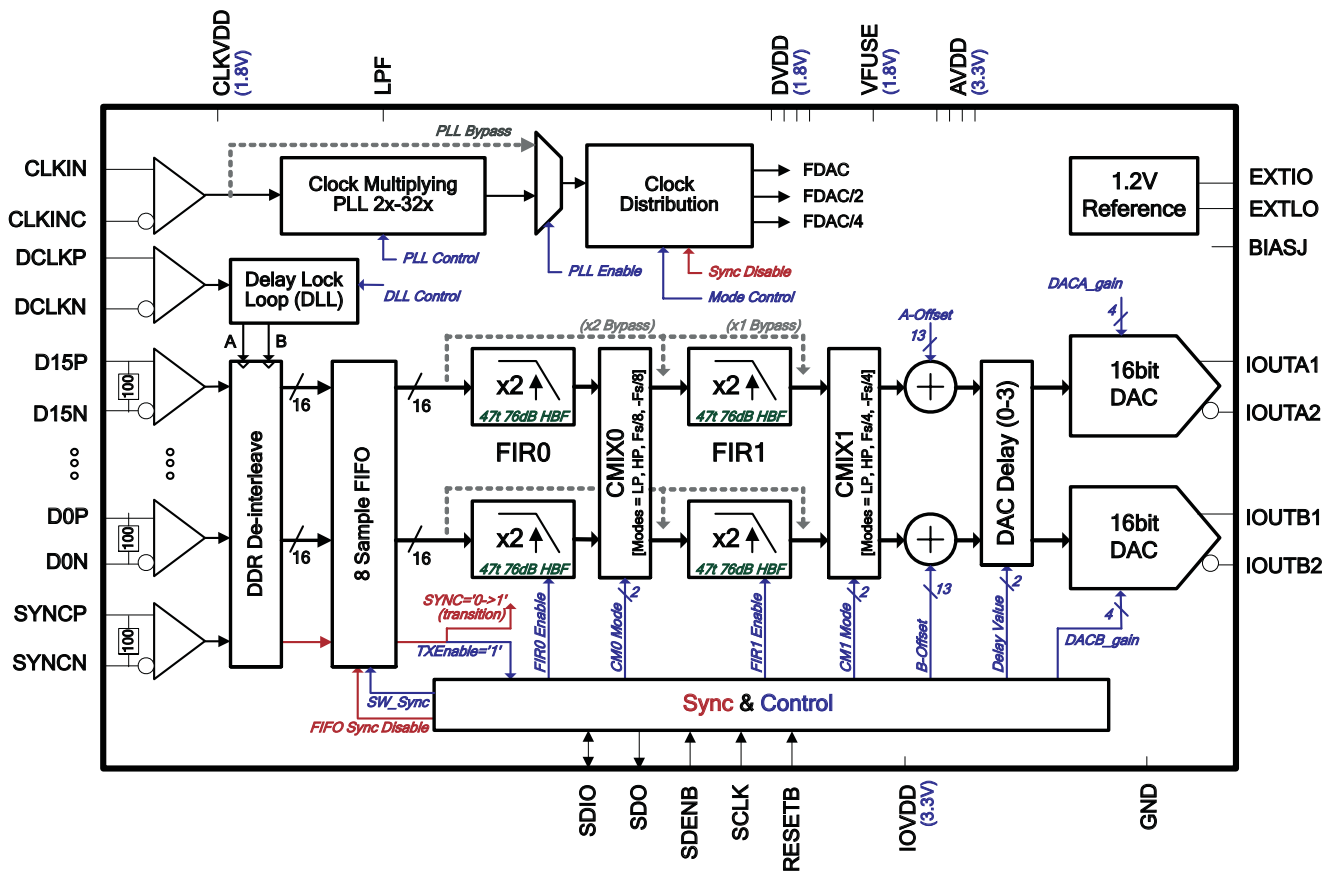 CLKVDD
(1.8V)
LPF
DVDD
(1.8V)
VFUSE
(1.8V)
AVDD
(3.3V)
CLKIN
CLKINC
PLL Bypass
Clock Multiplying
PLL 2x-32x
Clock
Distribution
FDAC
FDAC/2
FDAC/4
1.2V
Reference
EXTIO
EXTLO
BIASJ
PLL Control
PLL Enable
Sync Disable
Mode Control
DCLKP
DCLKN
Delay Lock
Loop (DLL)
DLL Control
A
B
DACA_gain
4
A-Offset
13
(x2 Bypass)
(x1 Bypass)
D15P
D15N
100
DDR De-interleave
16
8 Sample FIFO
16
x2
47t 76dB HBF
FIR0
CMIX0
[Modes = LP, HP, Fs/8, -Fs/8]
x2
47t 76dB HBF
FIR1
CMIX1
[Modes = LP, HP, Fs/4, -Fs/4]
DAC Delay (0-3)
16bit
DAC
IOUTA1
IOUTA2
D0P
D0N
100
16
16
x2
47t 76dB HBF
x2
47t 76dB HBF
16bit
DAC
IOUTB1
IOUTB2
SYNCP
SYNCN
100
SYNC='0->1'
(transition)
TXEnable='1'
FIR0 Enable
CM0 Mode
2
FIR1 Enable
CM1 Mode
2
B-Offset
13
Delay Value
2
4
DACB_gain
SW_Sync
FIFO Sync Disable
Sync & Control
SDIO
SDO
SDENB
SCLK
RESETB
IOVDD
(3.3V)
GND